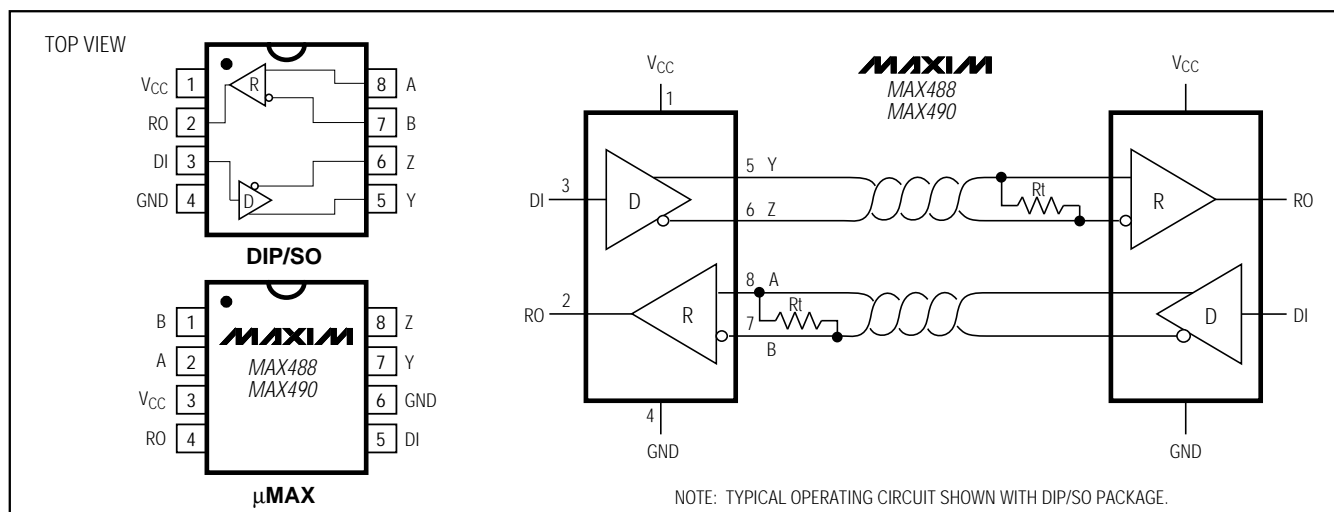 TOP VIEW
VCC 1
RO 2
DI 3
GND 4
8 A
7 B
6 Z
5 Y
R
D
DIP/SO
B 1
A 2
VCC 3
RO 4
8 Z
7 Y
6 GND
5 DI
MAXIM
MAX488
MAX490
μMAX
MAXIM
MAX488
MAX490
VCC
1
VCC
DI 3
D
5 Y
6 Z
Rt
R
RO
RO 2
R
8 A
7
B
Rt
D
DI
4
GND
GND
NOTE: TYPICAL OPERATING CIRCUIT SHOWN WITH DIP/SO PACKAGE.